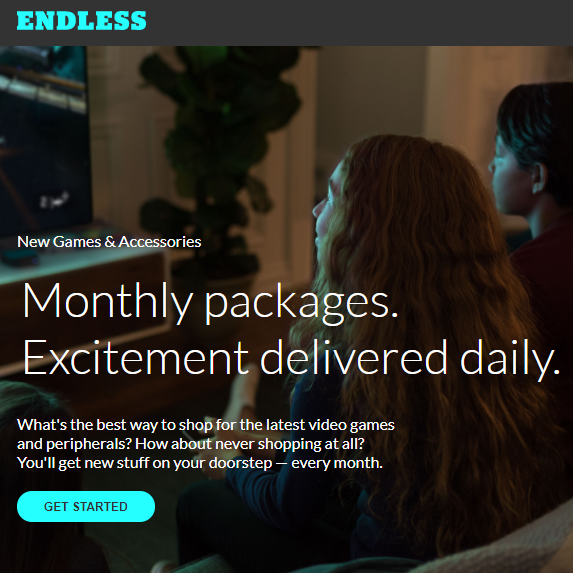 ENDLESS
New Games & Accessories
Monthly packages.
Excitement delivered daily.
What's the best way to shop for the latest video games
and peripherals? How about never shopping at all?
You'll get new stuff on your doorstep — every month.
GET STARTED